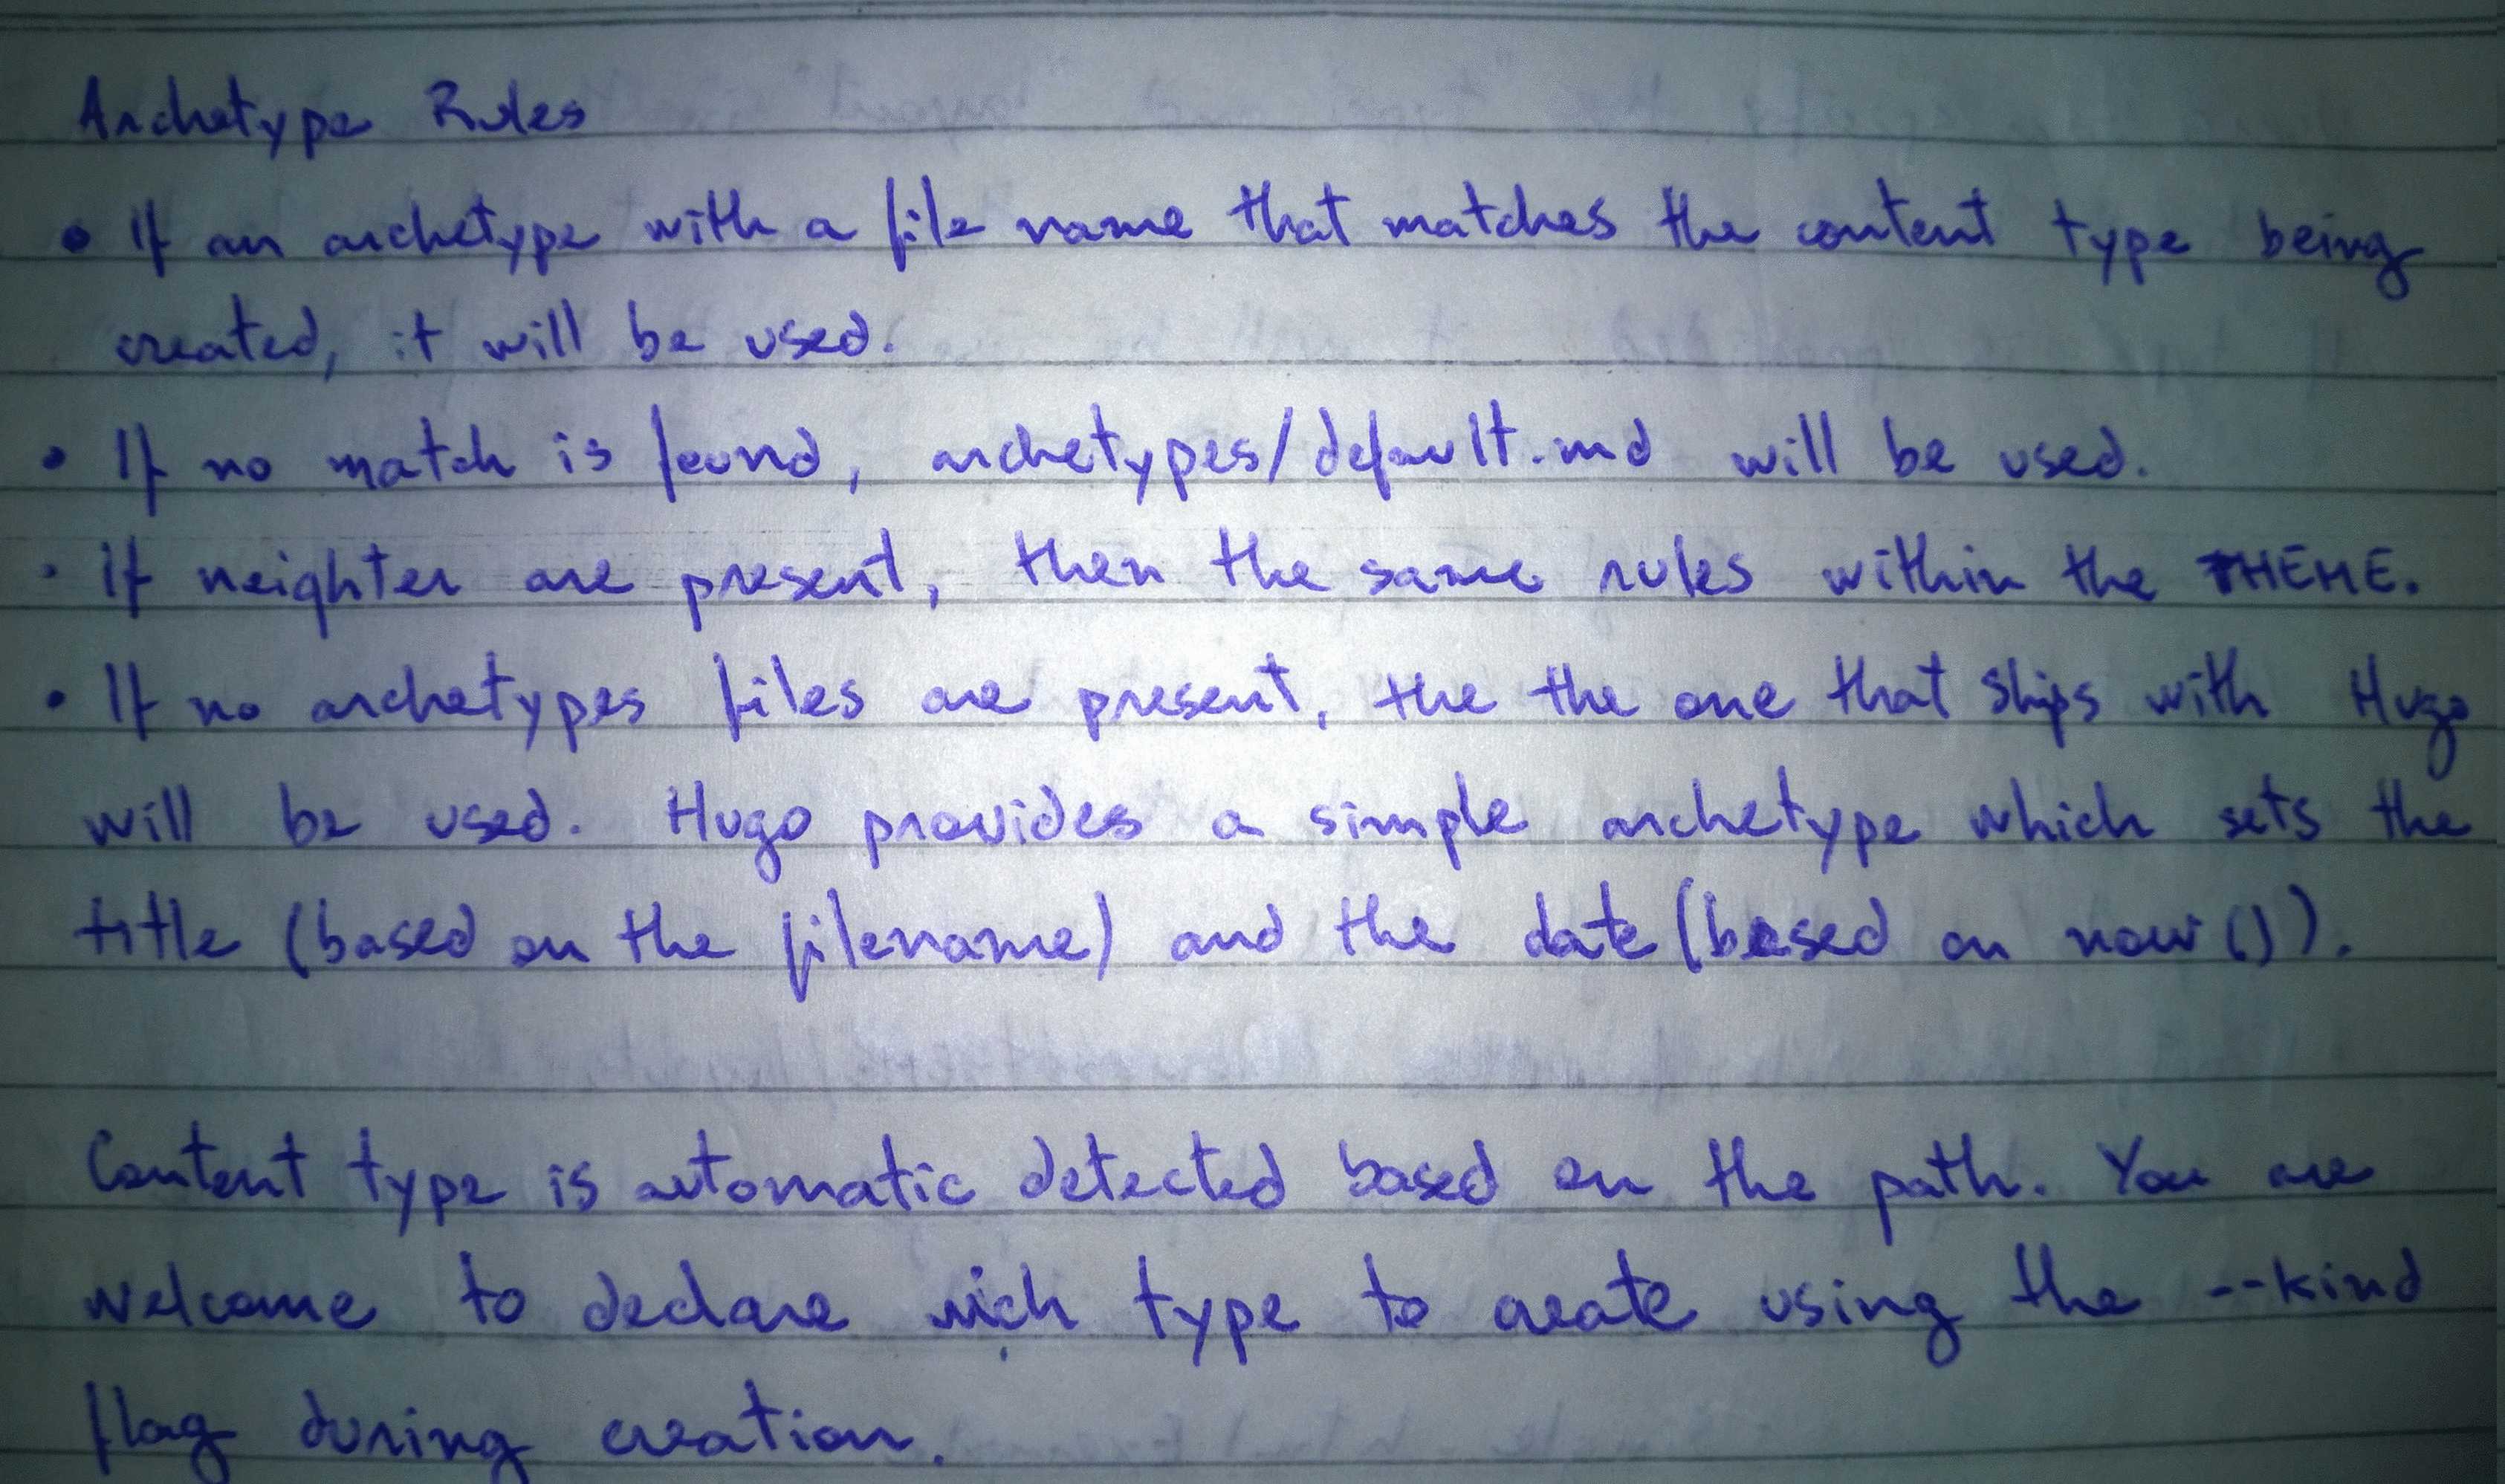 Archetype Rules
• If an archetype with a file name that matches the content type being
created, it will be used.
• If no match is found, archetypes/default.md will be used.
• If neighter are present, then the same rules within the THEME.
• If no archetypes files are present, the the one that ships with Hugo
will be used. Hugo provides a simple archetype which sets the
title (based on the filename) and the date (based on now()).
Content type is automatic detected based on the path. You are
welcome to declare wich type to create using the --kind
flag during creation.